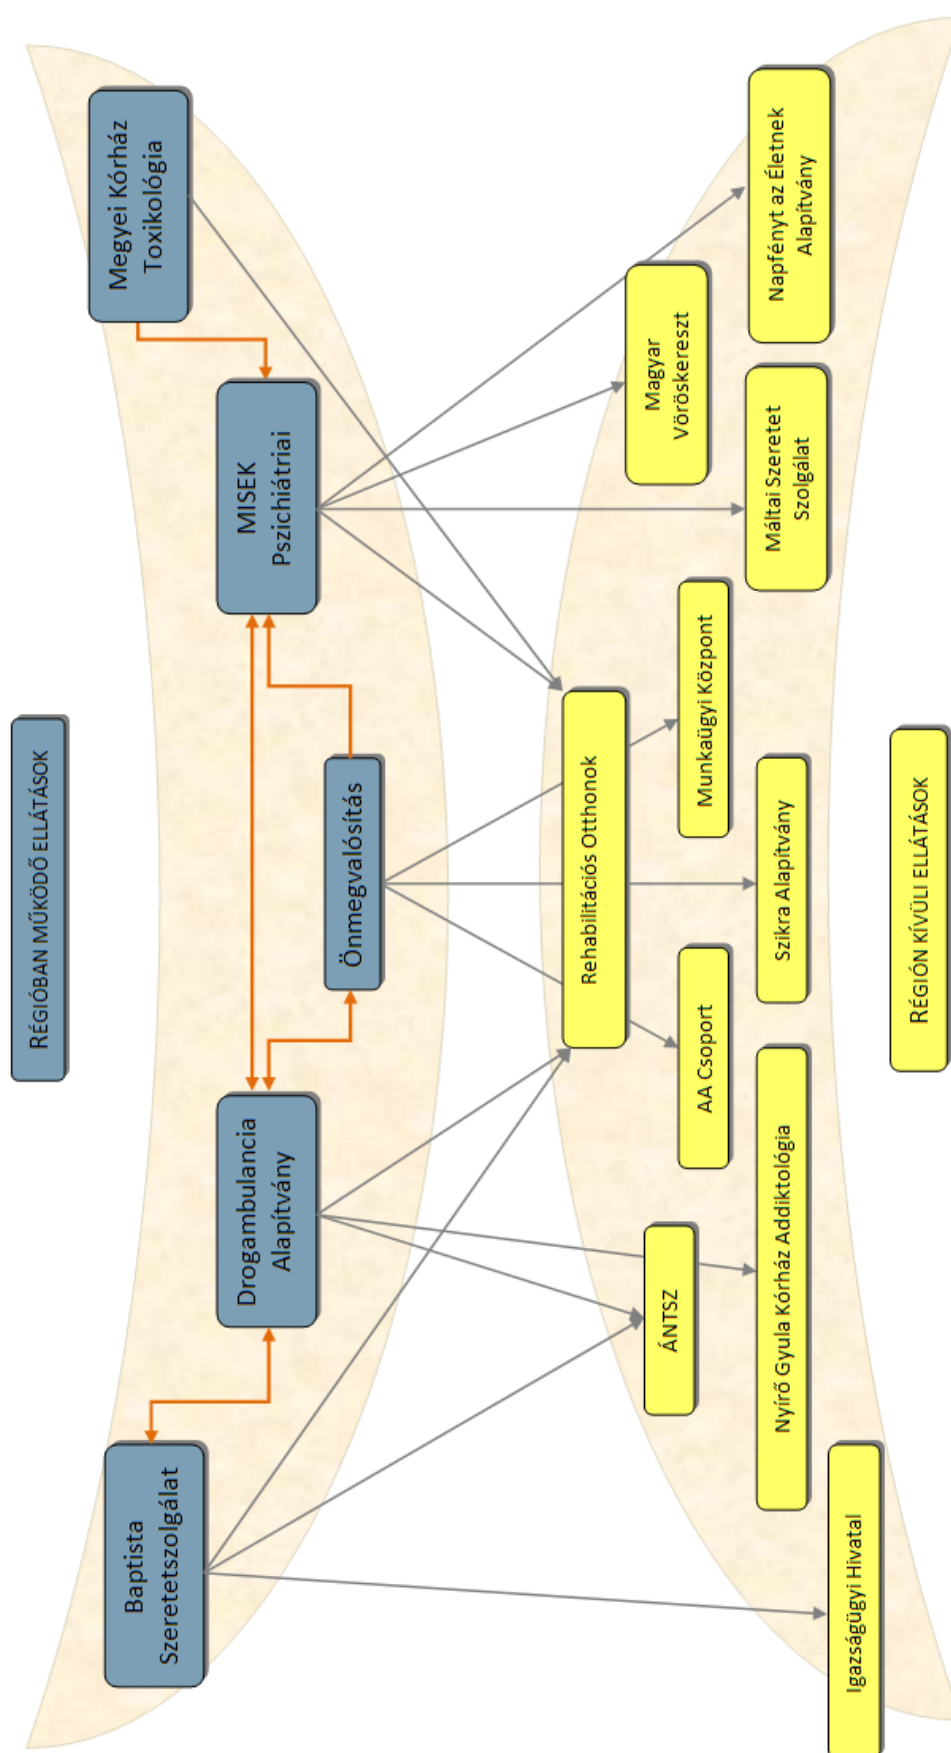 RÉGIÓBAN MŰKÖDŐ ELLÁTÁSOK
Baptista
Szeretetszolgálat
Drogambulancia
Alapítvány
Önmegvalósítás
MISEK
Pszichiátriai
Megyei Kórház
Toxikológia
Rehabilitációs Otthonok
ÁNTSZ
AA Csoport
Munkaügyi Központ
Magyar
Vöröskereszt
Igazságügyi Hivatal
Nyírő Gyula Kórház Addiktológia
Szikra Alapítvány
Máltai Szeretet
Szolgálat
Napfényt az Életnek
Alapítvány
RÉGIÓN KÍVÜLI ELLÁTÁSOK